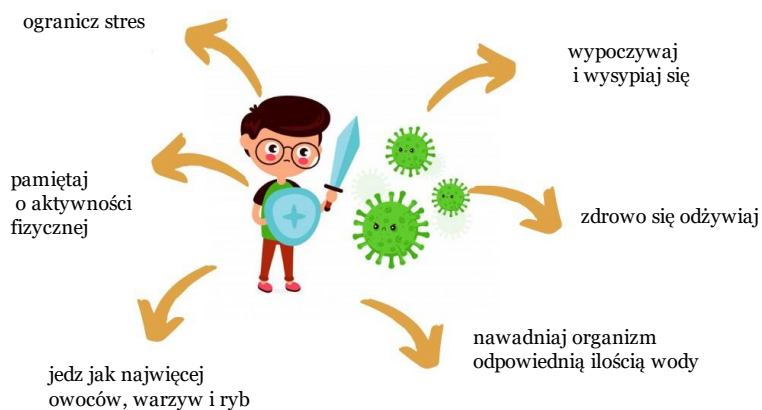 ogranicz stres
wypoczywaj
i wysypiaj się
pamiętaj
o aktywności
fizycznej
zdrowo się odżywiaj
nawadniaj organizm
odpowiednią ilością wody
jedz jak najwięcej
owoców, warzyw i ryb